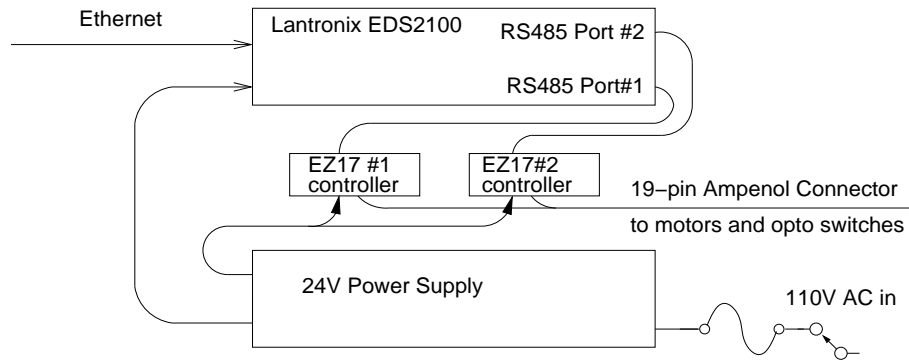 Ethernet
Lantronix EDS2100
RS485 Port #2
RS485 Port#1
EZ17 #1
controller
EZ17#2
controller
19−pin Ampenol Connector
to motors and opto switches
24V Power Supply
110V AC in